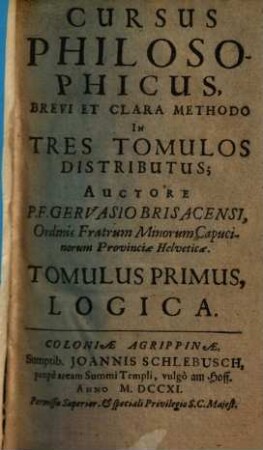 CURSUS
PHILOSO-
PHICUS,
BREVI ET CLARA METHODO
In
TRES TOMULOS
DISTRIBUTUS;
AUCTORE
P.F. GERVASIO BRISACENSI,
Ordinis Fratrum Minorum Capuci-
norum Provinciæ Helveticæ.
TOMULUS PRIMUS,
LOGICA.
COLONIÆ AGRIPPINÆ,
Sumptib. JOANNIS SCHLEBUSCH,
propè aream Summi Templi, vulgò am Hoff.
ANNO M. DCCXI.
Permissu Superior. & speciali Privilegio S. C. Majest.